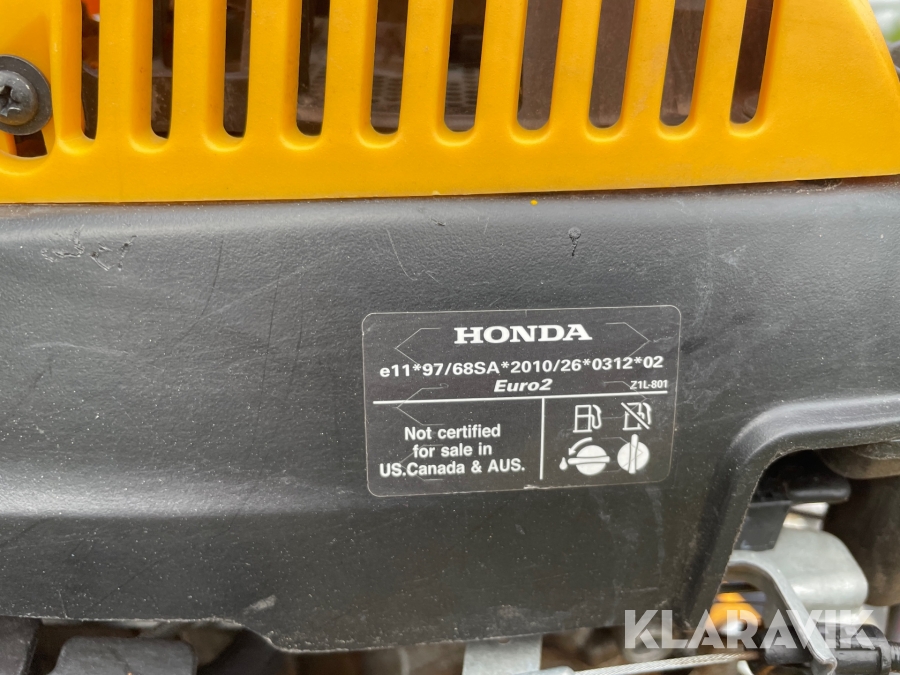 HONDA
e11*97/68SA*2010/26*0312*02
Euro2
Z1L-801
Not certified
for sale in
US.Canada & AUS.
KLARAVIK